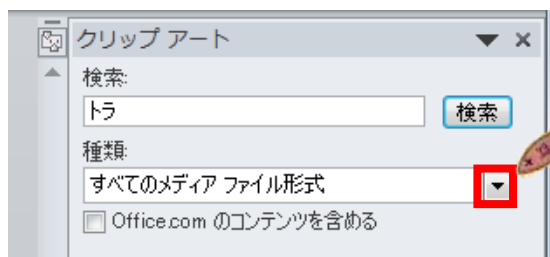 クリップ アート
検索:
トラ
検索
種類:
すべてのメディア ファイル形式
Office.com のコンテンツを含める